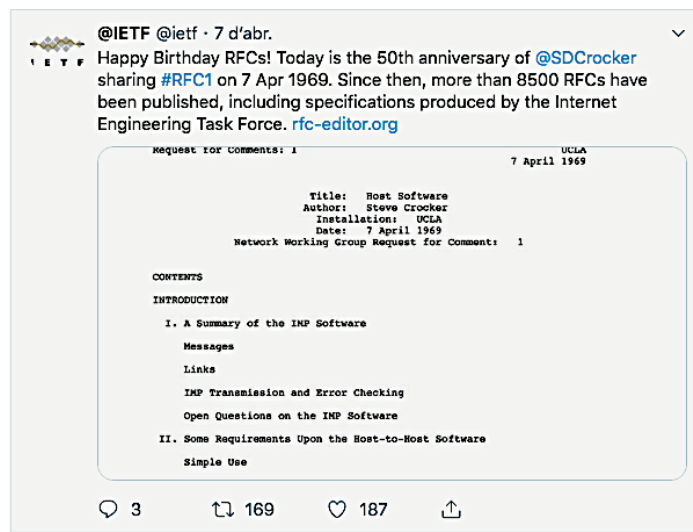 @IETF @ietf · 7 d'abr.
I E T F
Happy Birthday RFCs! Today is the 50th anniversary of @SDCrocker
sharing #RFC1 on 7 Apr 1969. Since then, more than 8500 RFCs have
been published, including specifications produced by the Internet
Engineering Task Force. rfc-editor.org
Request for Comments: 1 UCLA
7 April 1969
Title: Host Software
Author: Steve Crocker
Installation: UCLA
Date: 7 April 1969
Network Working Group Request for Comment: 1
CONTENTS
INTRODUCTION
I. A Summary of the IMP Software
Messages
Links
IMP Transmission and Error Checking
Open Questions on the IMP Software
II. Some Requirements Upon the Host-to-Host Software
Simple Use
3 169 187